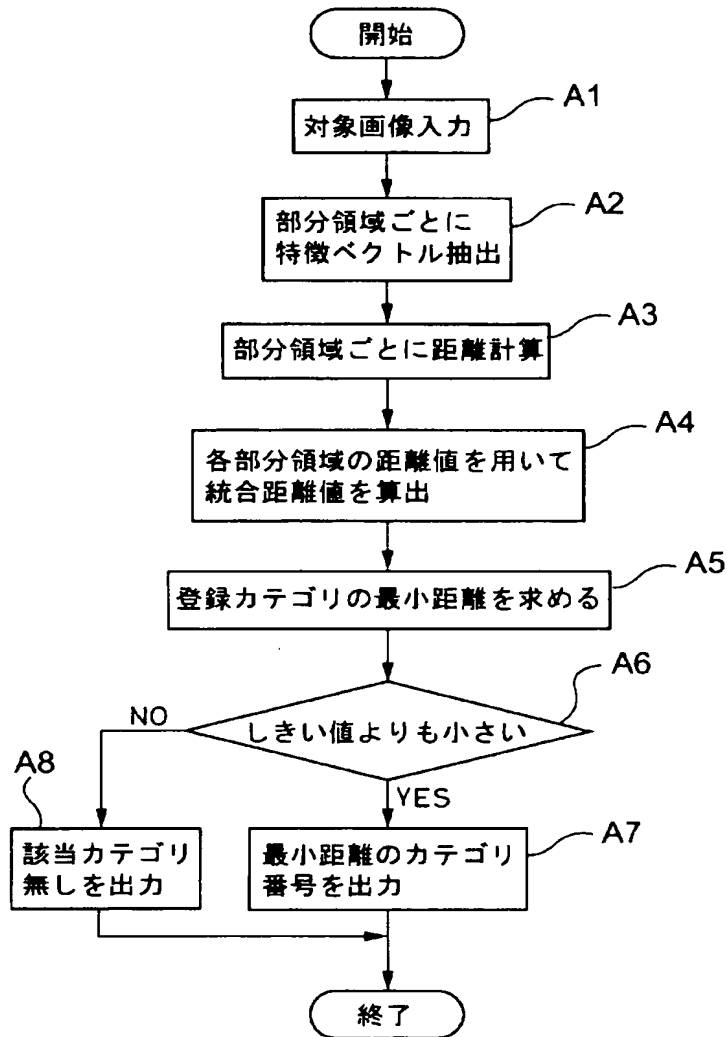 開始
A1
対象画像入力
A2
部分領域ごとに
特徴ベクトル抽出
A3
部分領域ごとに距離計算
A4
各部分領域の距離値を用いて
統合距離値を算出
A5
登録カテゴリの最小距離を求める
A6
しきい値よりも小さい
NO
YES
A8
該当カテゴリ
無しを出力
A7
最小距離のカテゴリ
番号を出力
終了